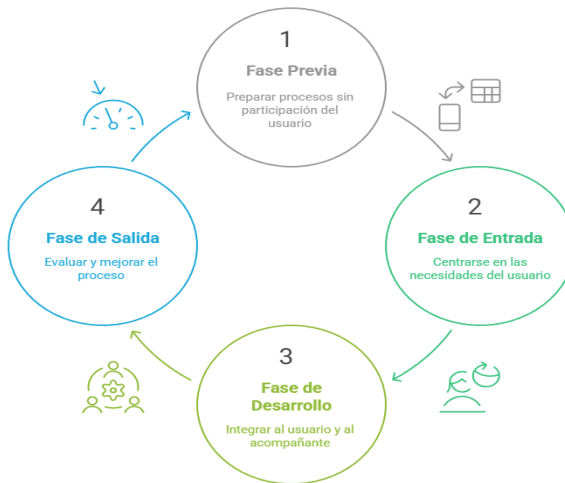 1
Fase Previa
Preparar procesos sin
participación del
usuario
2
Fase de Entrada
Centrarse en las
necesidades del usuario
3
Fase de
Desarrollo
Integrar al usuario y al
acompañante
4
Fase de Salida
Evaluar y mejorar el
proceso